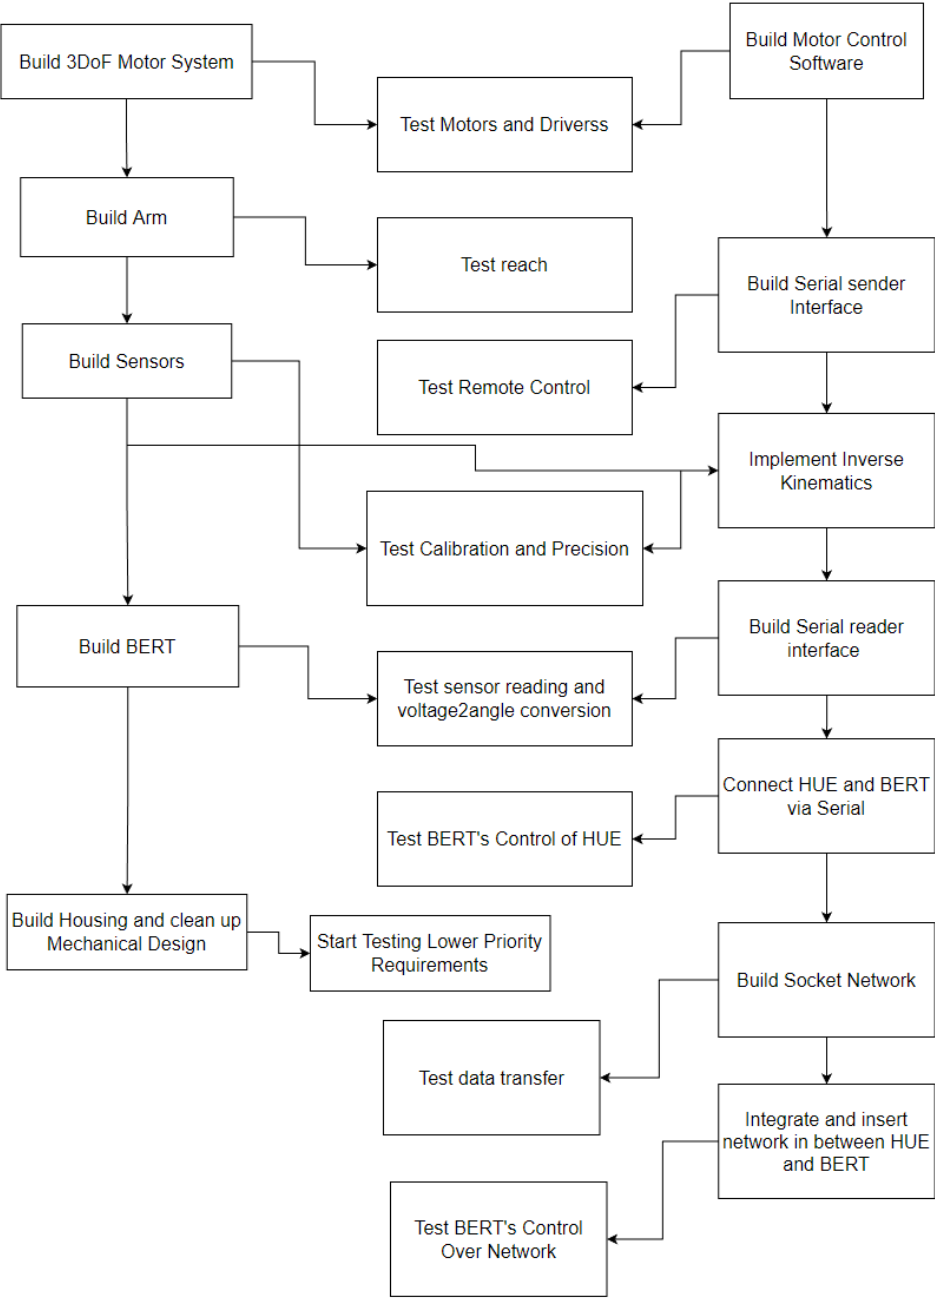 Build 3DoF Motor System
Build Motor Control
Software
Test Motors and Driverss
Build Arm
Test reach
Build Serial sender
Interface
Build Sensors
Test Remote Control
Implement Inverse
Kinematics
Test Calibration and Precision
Build BERT
Build Serial reader
interface
Test sensor reading and
voltage2angle conversion
Connect HUE and BERT
via Serial
Test BERT's Control of HUE
Build Housing and clean up
Mechanical Design
Start Testing Lower Priority
Requirements
Build Socket Network
Test data transfer
Integrate and insert
network in between HUE
and BERT
Test BERT's Control
Over Network